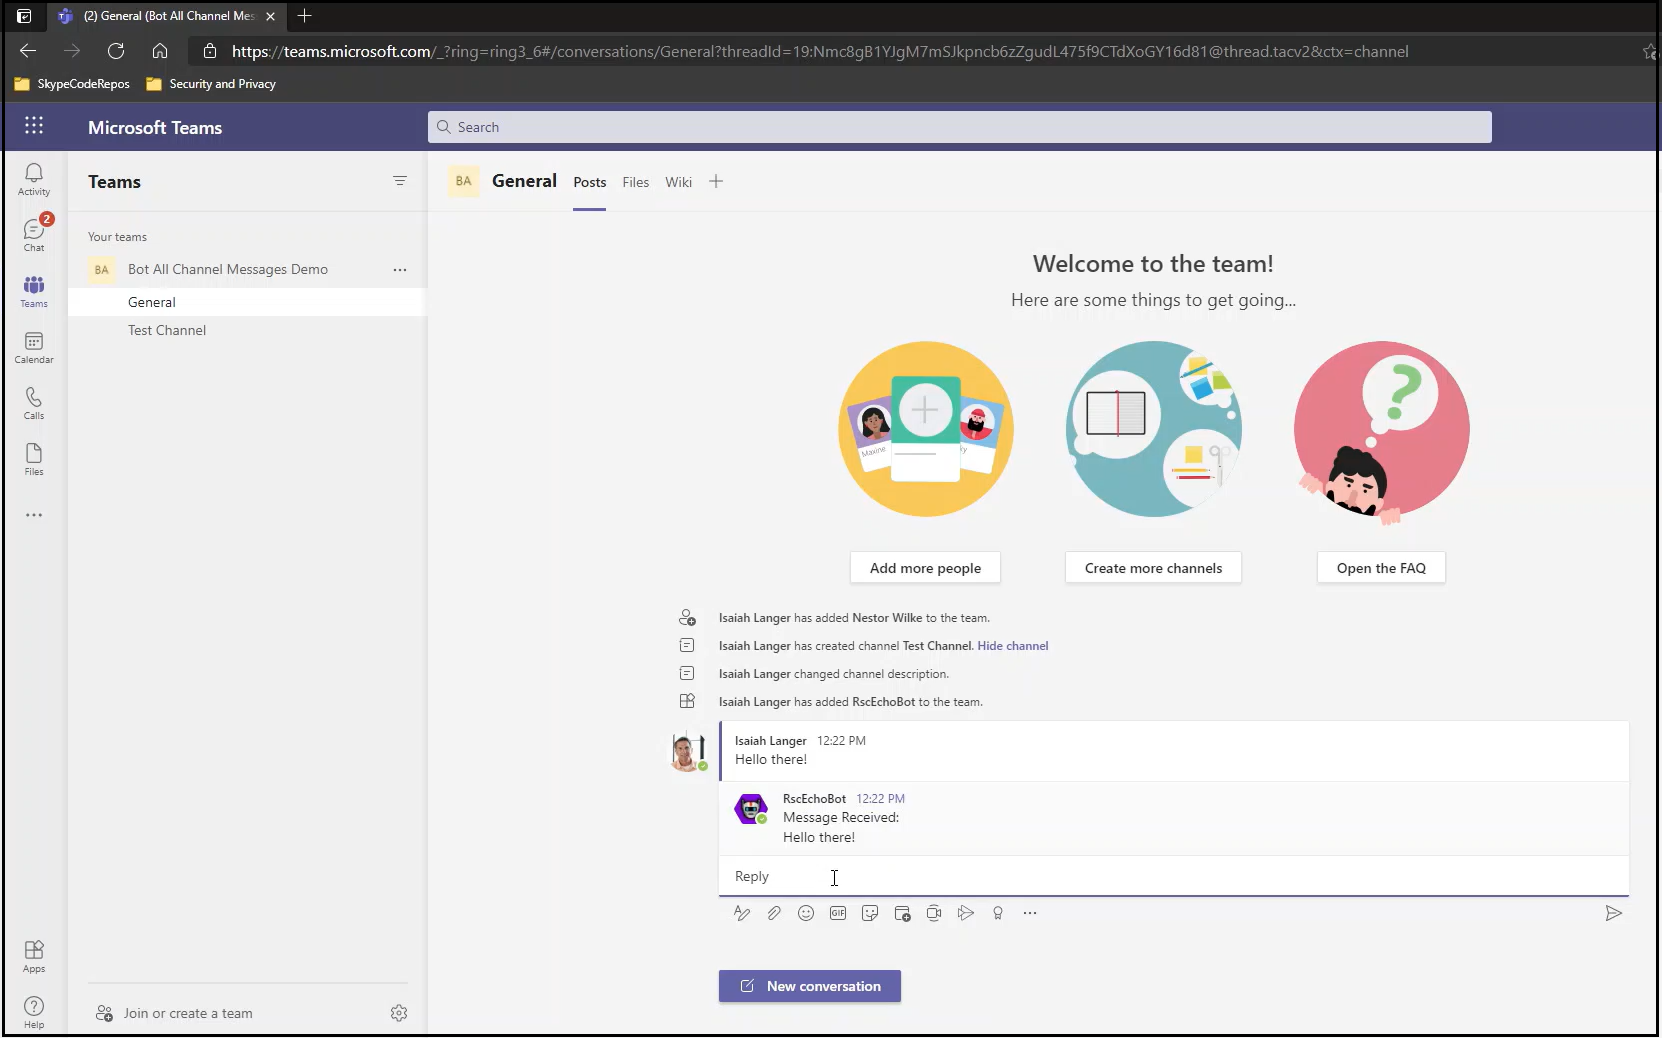 (2) General (Bot All Channel Mes
https://teams.microsoft.com/_?ring=ring3_6#/conversations/General?threadId=19:Nmc8gB1YJgM7mSJkpncb6zZgudL475f9CTdXoGY16d81@thread.tacv2&ctx=channel
SkypeCodeRepos Security and Privacy
Microsoft Teams
Search
Activity
2
Chat
Teams
Calendar
Calls
Files
Apps
Help
Teams
Your teams
BA Bot All Channel Messages Demo
General
Test Channel
Join or create a team
BA General Posts Files Wiki
Welcome to the team!
Here are some things to get going...
Maxine
ky
Add more people Create more channels Open the FAQ
Isaiah Langer has added Nestor Wilke to the team.
Isaiah Langer has created channel Test Channel. Hide channel
Isaiah Langer changed channel description.
Isaiah Langer has added RscEchoBot to the team.
Isaiah Langer 12:22 PM
Hello there!
RscEchoBot 12:22 PM
Message Received:
Hello there!
Reply
GIF
New conversation